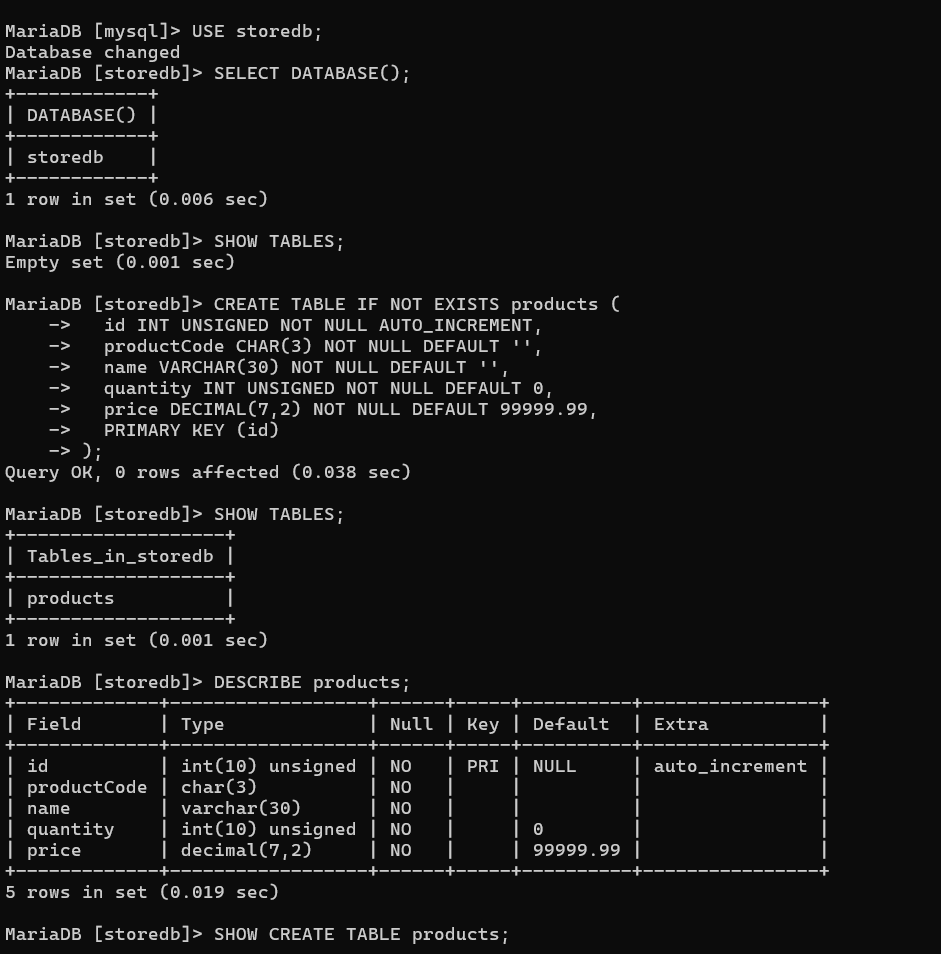 MariaDB [mysql]> USE storedb;
Database changed
MariaDB [storedb]> SELECT DATABASE();
+------------+
| DATABASE() |
+------------+
| storedb    |
+------------+
1 row in set (0.006 sec)

MariaDB [storedb]> SHOW TABLES;
Empty set (0.001 sec)

MariaDB [storedb]> CREATE TABLE IF NOT EXISTS products (
    ->   id INT UNSIGNED NOT NULL AUTO_INCREMENT,
    ->   productCode CHAR(3) NOT NULL DEFAULT '',
    ->   name VARCHAR(30) NOT NULL DEFAULT '',
    ->   quantity INT UNSIGNED NOT NULL DEFAULT 0,
    ->   price DECIMAL(7,2) NOT NULL DEFAULT 99999.99,
    ->   PRIMARY KEY (id)
    -> );
Query OK, 0 rows affected (0.038 sec)

MariaDB [storedb]> SHOW TABLES;
+-------------------+
| Tables_in_storedb |
+-------------------+
| products          |
+-------------------+
1 row in set (0.001 sec)

MariaDB [storedb]> DESCRIBE products;
+-------------+------------------+------+-----+----------+----------------+
| Field       | Type             | Null | Key | Default  | Extra          |
+-------------+------------------+------+-----+----------+----------------+
| id          | int(10) unsigned | NO   | PRI | NULL     | auto_increment |
| productCode | char(3)          | NO   |     |          |                |
| name        | varchar(30)      | NO   |     |          |                |
| quantity    | int(10) unsigned | NO   |     | 0        |                |
| price       | decimal(7,2)     | NO   |     | 99999.99 |                |
+-------------+------------------+------+-----+----------+----------------+
5 rows in set (0.019 sec)

MariaDB [storedb]> SHOW CREATE TABLE products;